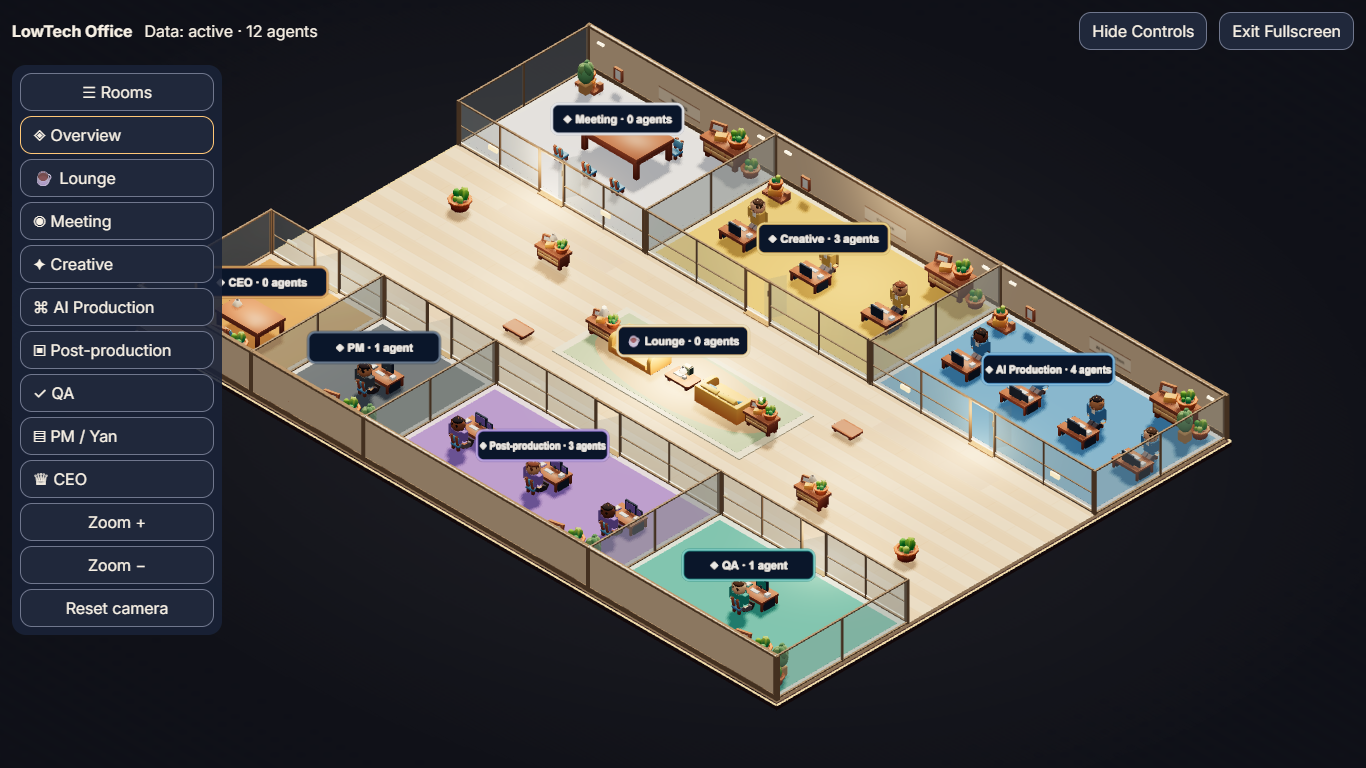 LowTech Office Data: active · 12 agents
Hide Controls
Exit Fullscreen
☰ Rooms
◈ Overview
Lounge
◉ Meeting
✦ Creative
⌘ AI Production
▣ Post-production
✓ QA
▤ PM / Yan
♛ CEO
Zoom +
Zoom −
Reset camera
◆ Meeting · 0 agents
◆ Creative · 3 agents
◆ CEO · 0 agents
Lounge · 0 agents
◆ PM · 1 agent
◆ AI Production · 4 agents
◆ Post-production · 3 agents
◆ QA · 1 agent